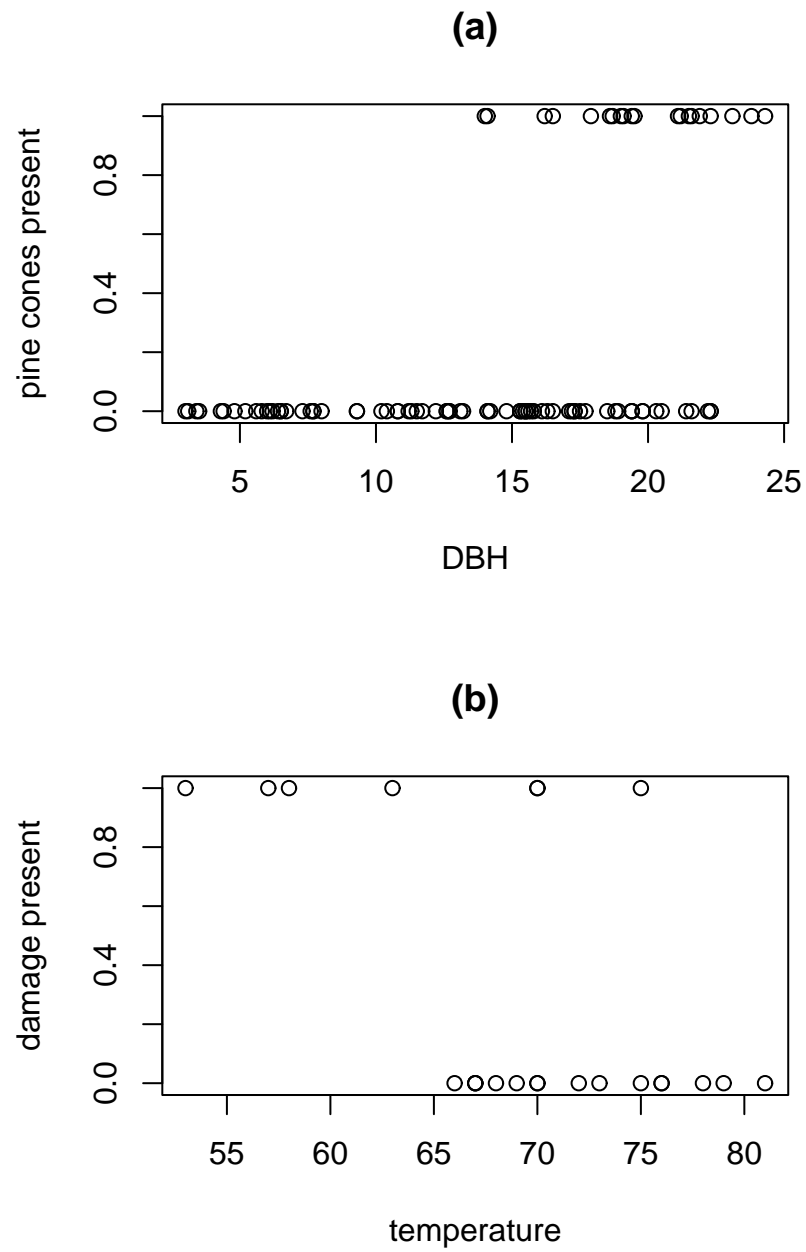 (a)
pine cones present
0.8
0.4
0.0
5 10 15 20 25
DBH
(b)
damage present
0.8
0.4
0.0
55 60 65 70 75 80
temperature